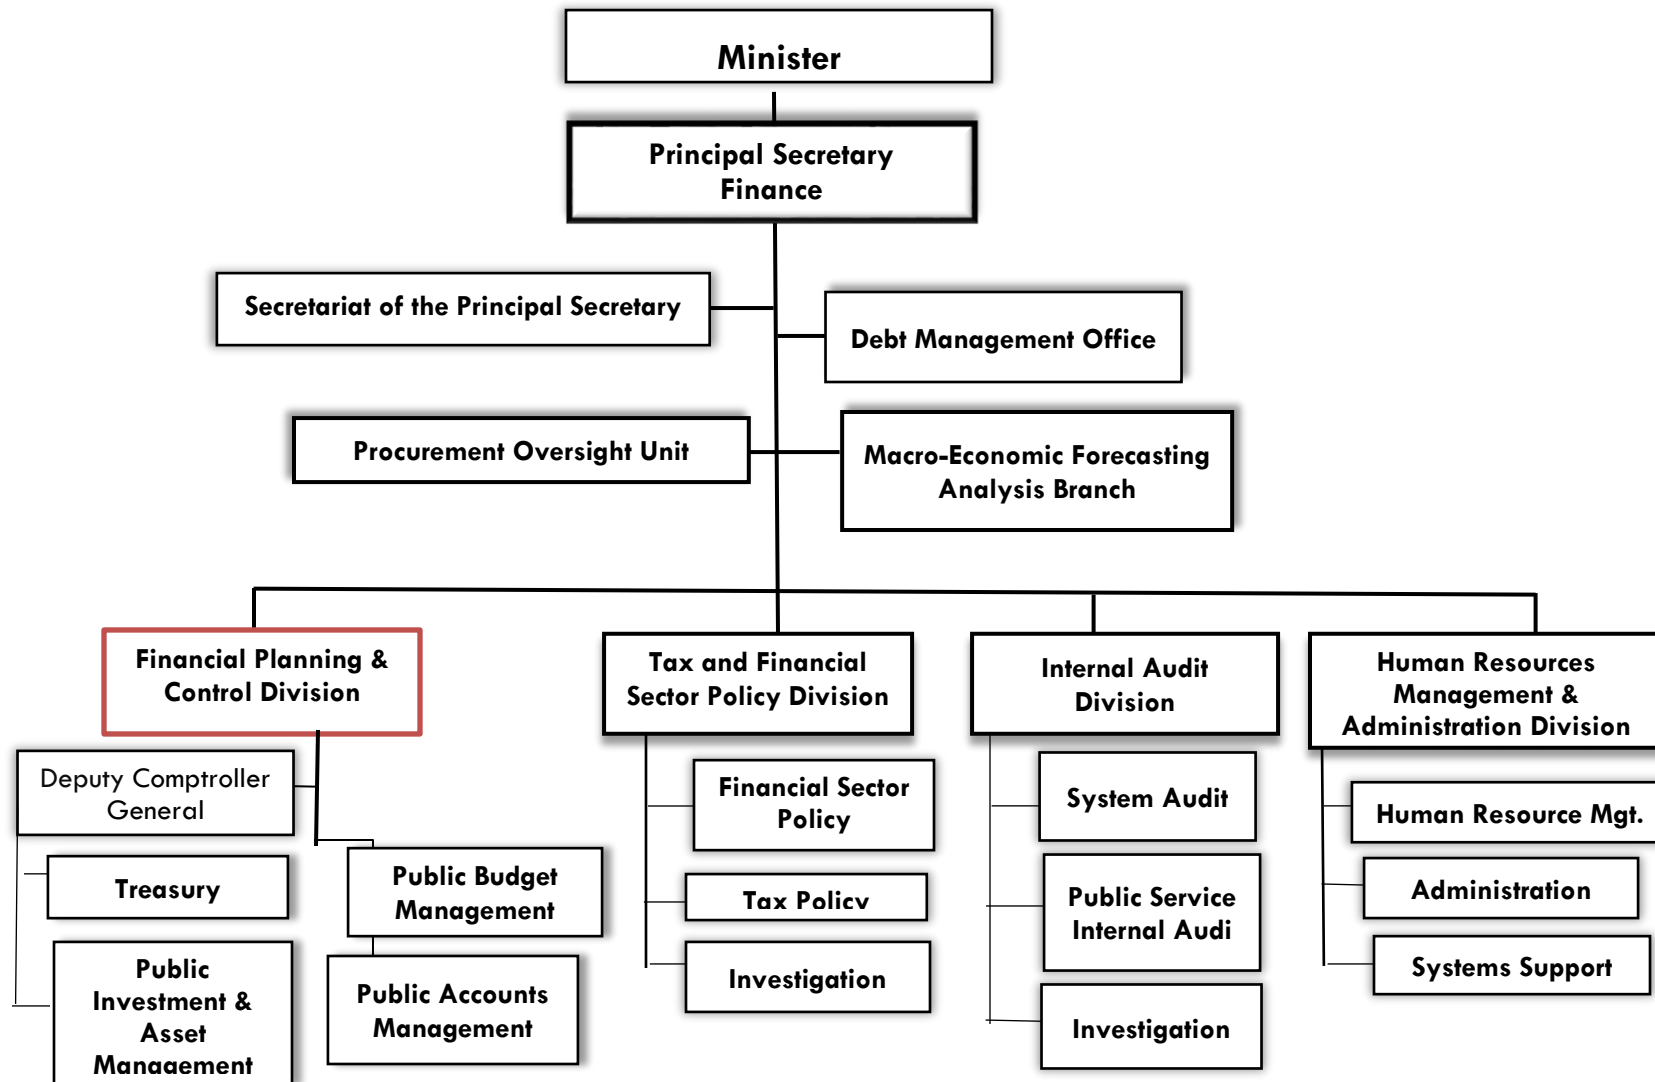 Minister
Principal Secretary
Finance
Secretariat of the Principal Secretary
Debt Management Office
Procurement Oversight Unit
Macro-Economic Forecasting
Analysis Branch
Financial Planning &
Control Division
Tax and Financial
Sector Policy Division
Internal Audit
Division
Human Resources
Management &
Administration Division
Deputy Comptroller
General
Treasury
Public
Investment &
Asset
Management
Public Budget
Management
Public Accounts
Management
Financial Sector
Policy
Tax Policy
Investigation
System Audit
Public Service
Internal Audi
Investigation
Human Resource Mgt.
Administration
Systems Support